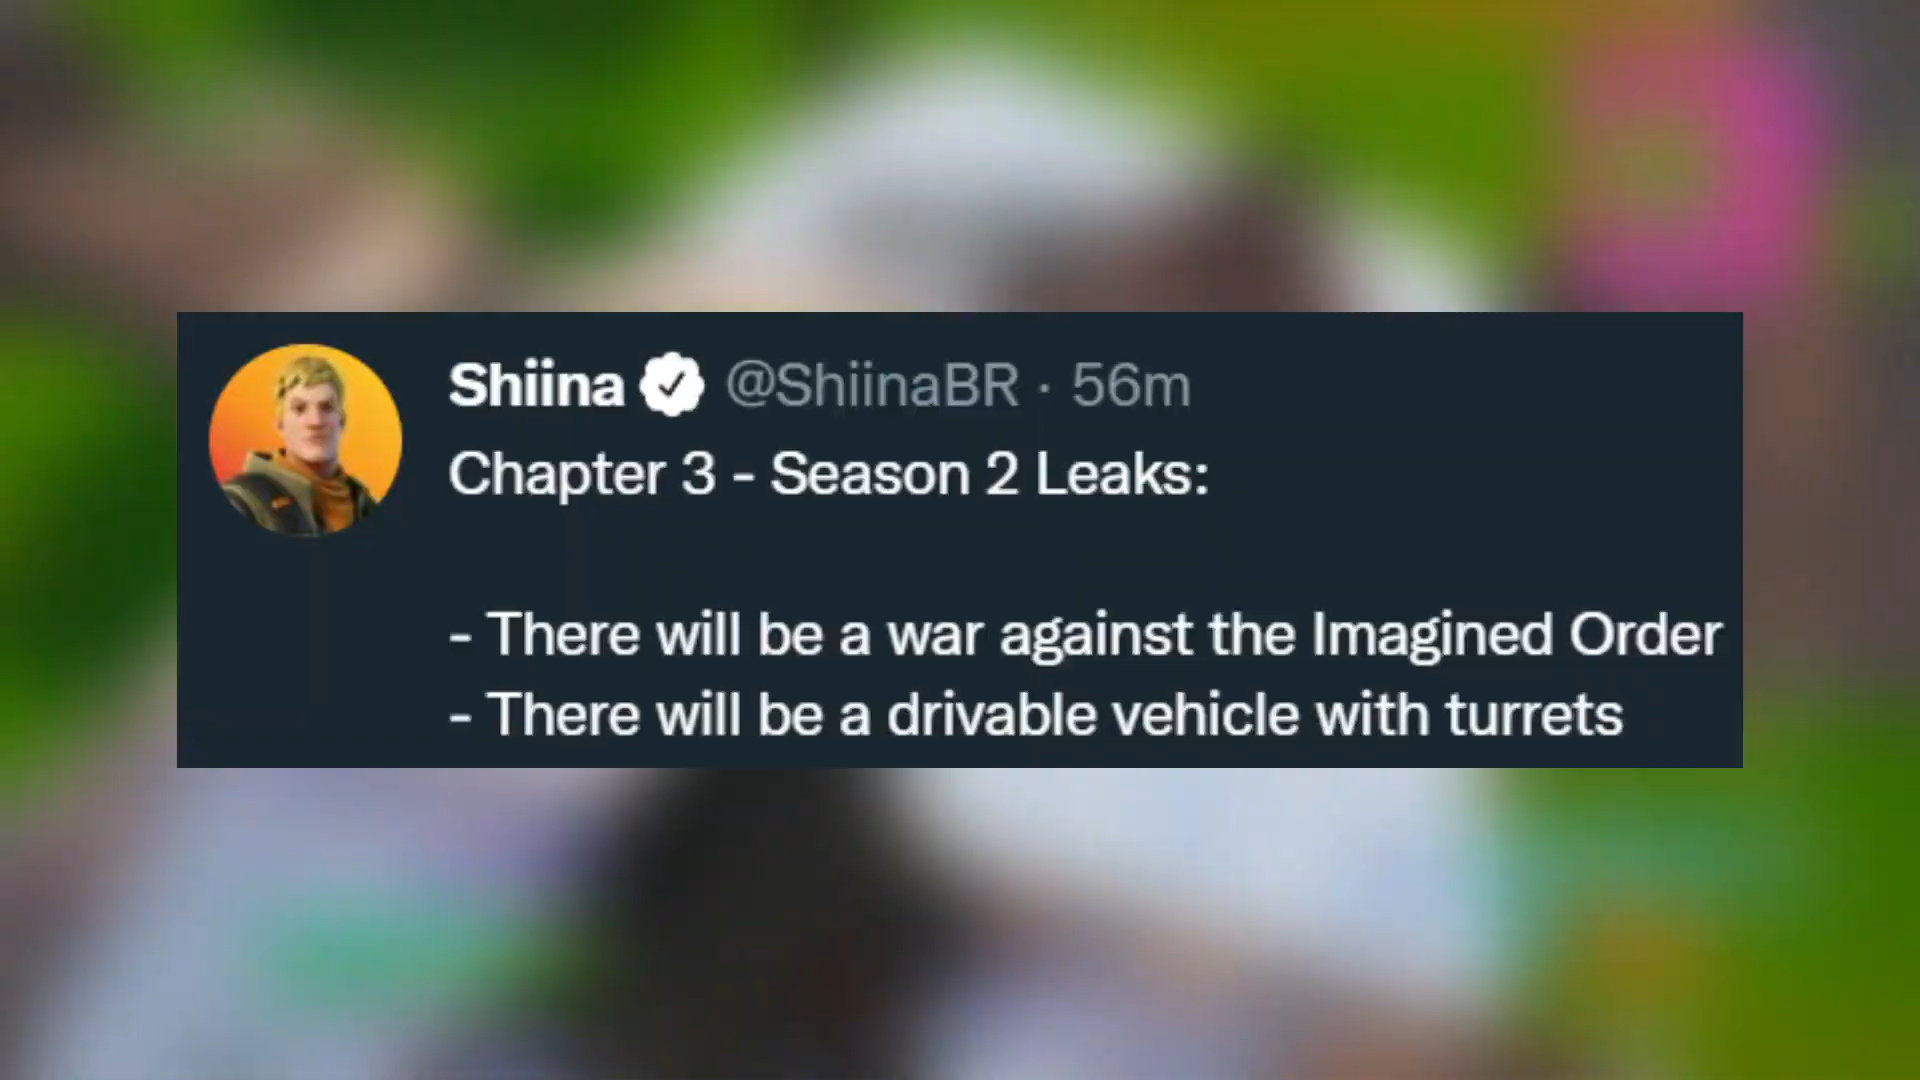 Shiina @ShiinaBR · 56m
Chapter 3 - Season 2 Leaks:
- There will be a war against the Imagined Order
- There will be a drivable vehicle with turrets